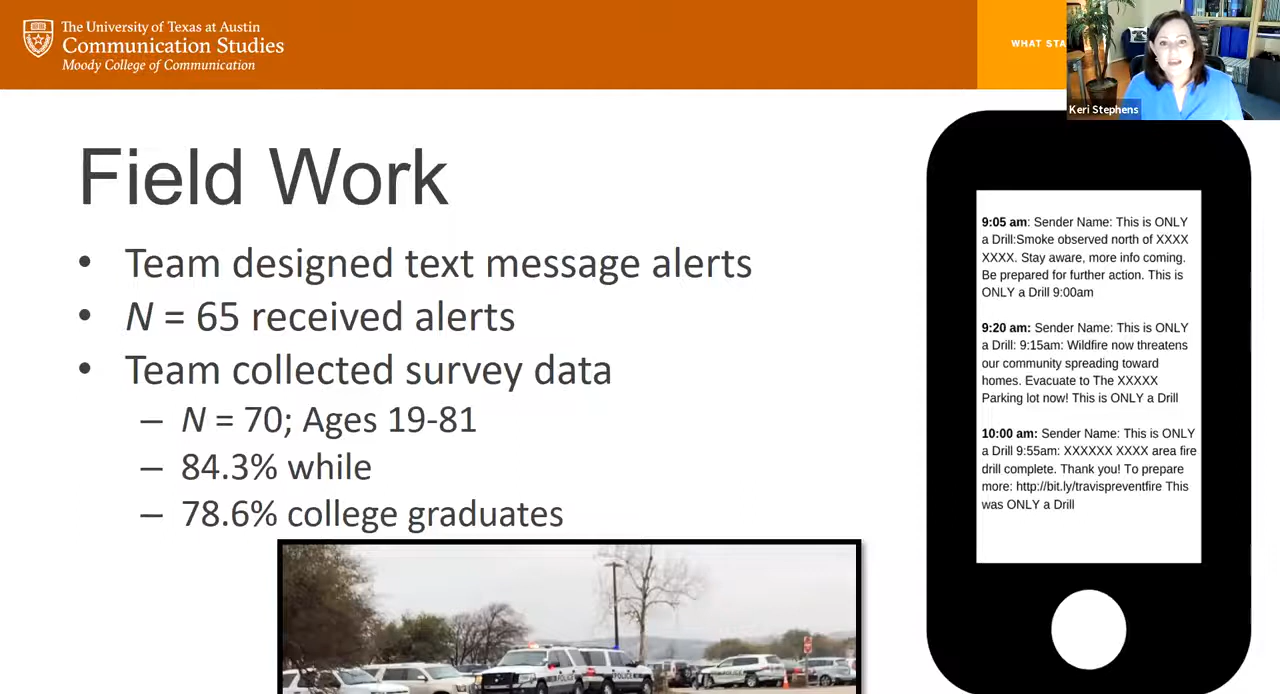 The University of Texas at Austin
Communication Studies
Moody College of Communication
WHAT STA
Keri Stephens
Field Work
• Team designed text message alerts
• N = 65 received alerts
• Team collected survey data
– N = 70; Ages 19-81
– 84.3% while
– 78.6% college graduates
9:05 am: Sender Name: This is ONLY
a Drill:Smoke observed north of XXXX
XXXX. Stay aware, more info coming.
Be prepared for further action. This is
ONLY a Drill 9:00am
9:20 am: Sender Name: This is ONLY
a Drill: 9:15am: Wildfire now threatens
our community spreading toward
homes. Evacuate to The XXXXX
Parking lot now! This is ONLY a Drill
10:00 am: Sender Name: This is ONLY
a Drill 9:55am: XXXXXX XXXX area fire
drill complete. Thank you! To prepare
more: http://bit.ly/travispreventfire This
was ONLY a Drill